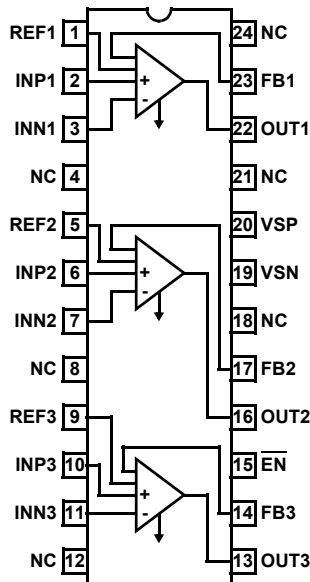 REF1 1 24 NC
INP1 2 + 23 FB1
INN1 3 - 22 OUT1
NC 4 21 NC
REF2 5 20 VSP
INP2 6 + 19 VSN
INN2 7 - 18 NC
NC 8 17 FB2
REF3 9 16 OUT2
INP3 10 15 E̅N̅
INN3 11 + - 14 FB3
NC 12 13 OUT3